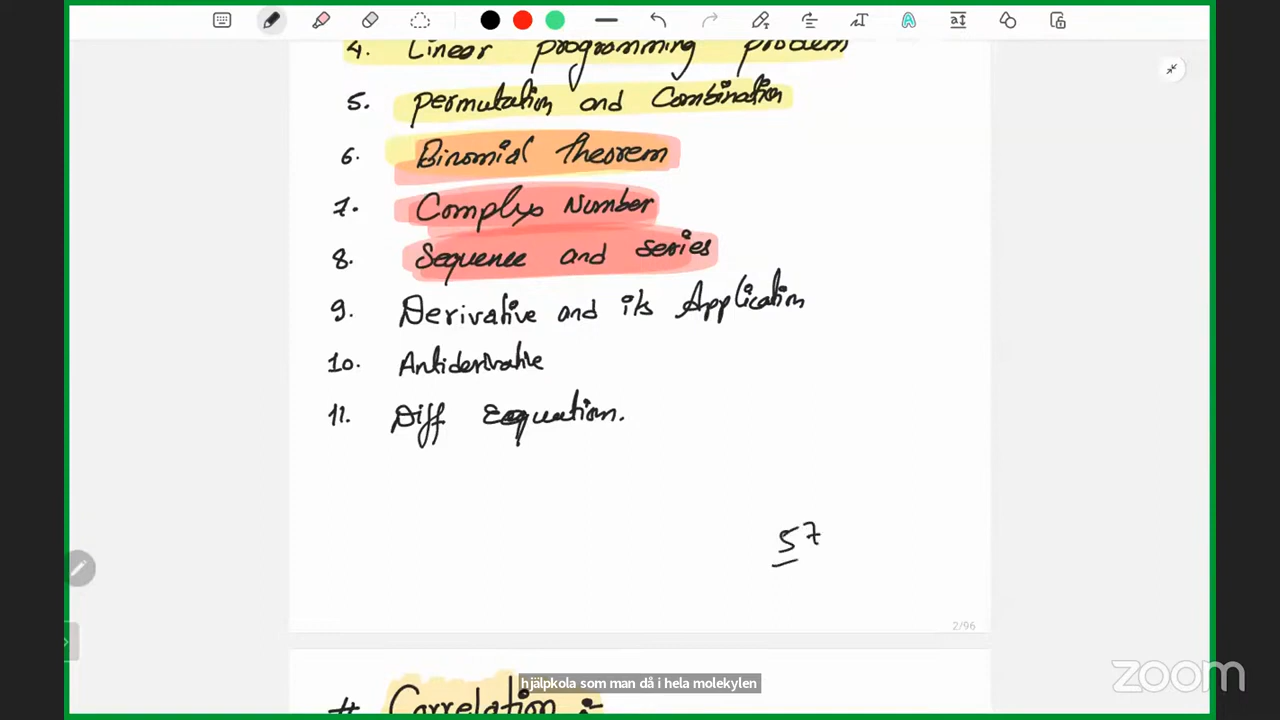 4. Linear programming problem
5. Permutation and Combination
6. Binomial Theorem
7. Complex Number
8. Sequence and series
9. Derivative and its Application
10. Antiderivative
11. Diff Equation.
5 7
2/96
hjälpkola som man då i hela molekylen
# Correlation :-
zoom